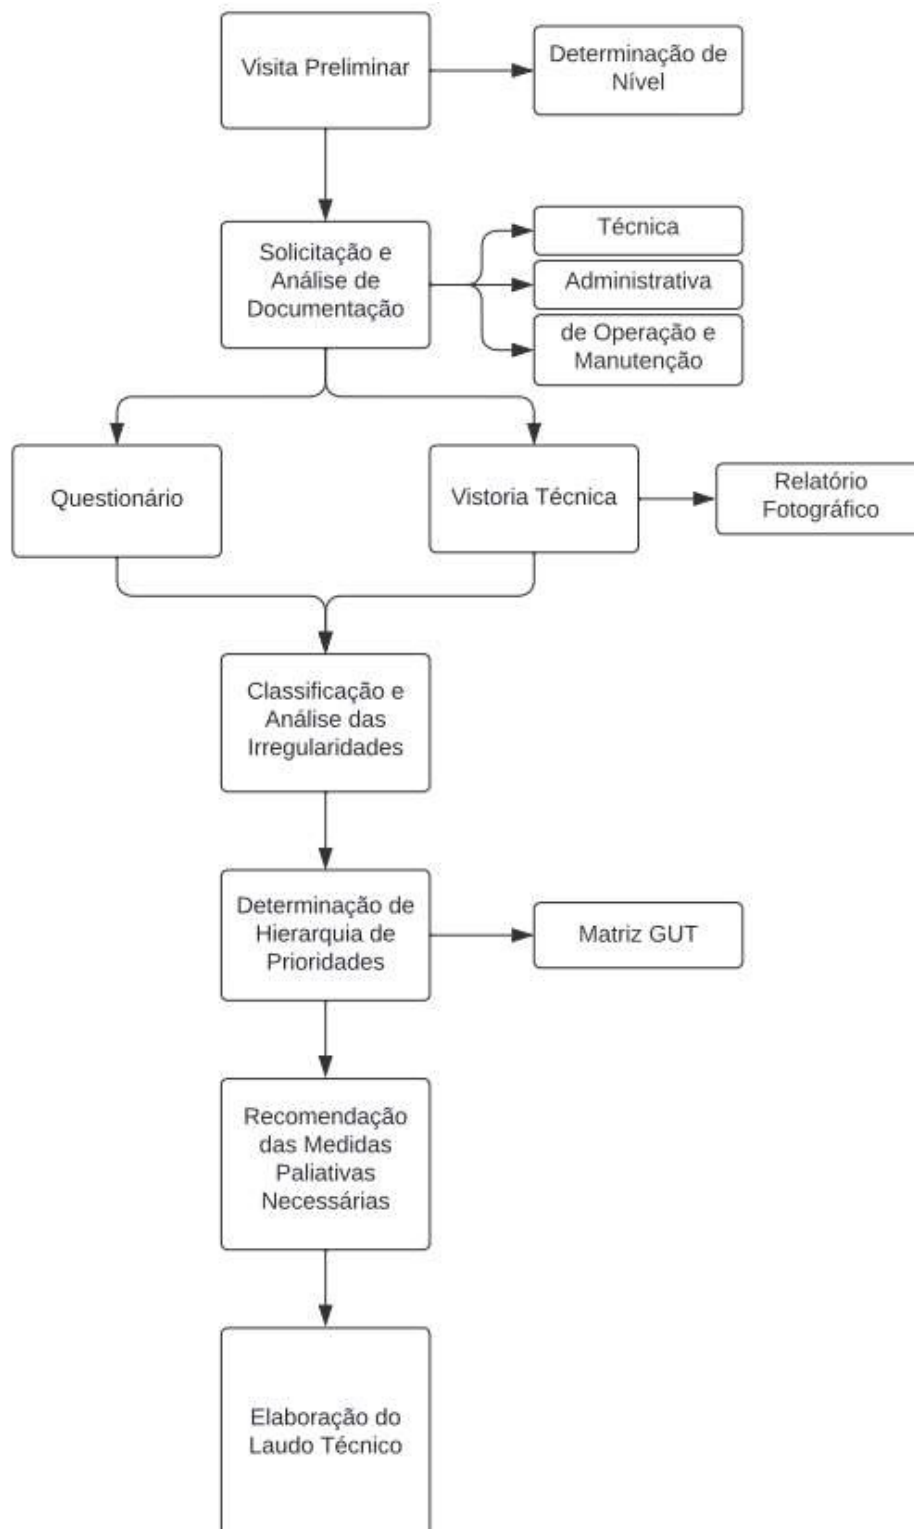 Visita Preliminar
Determinação de
Nível
Solicitação e
Análise de
Documentação
Técnica
Administrativa
de Operação e
Manutenção
Questionário
Vistoria Técnica
Relatório
Fotográfico
Classificação e
Análise das
Irregularidades
Determinação de
Hierarquia de
Prioridades
Matriz GUT
Recomendação
das Medidas
Paliativas
Necessárias
Elaboração do
Laudo Técnico